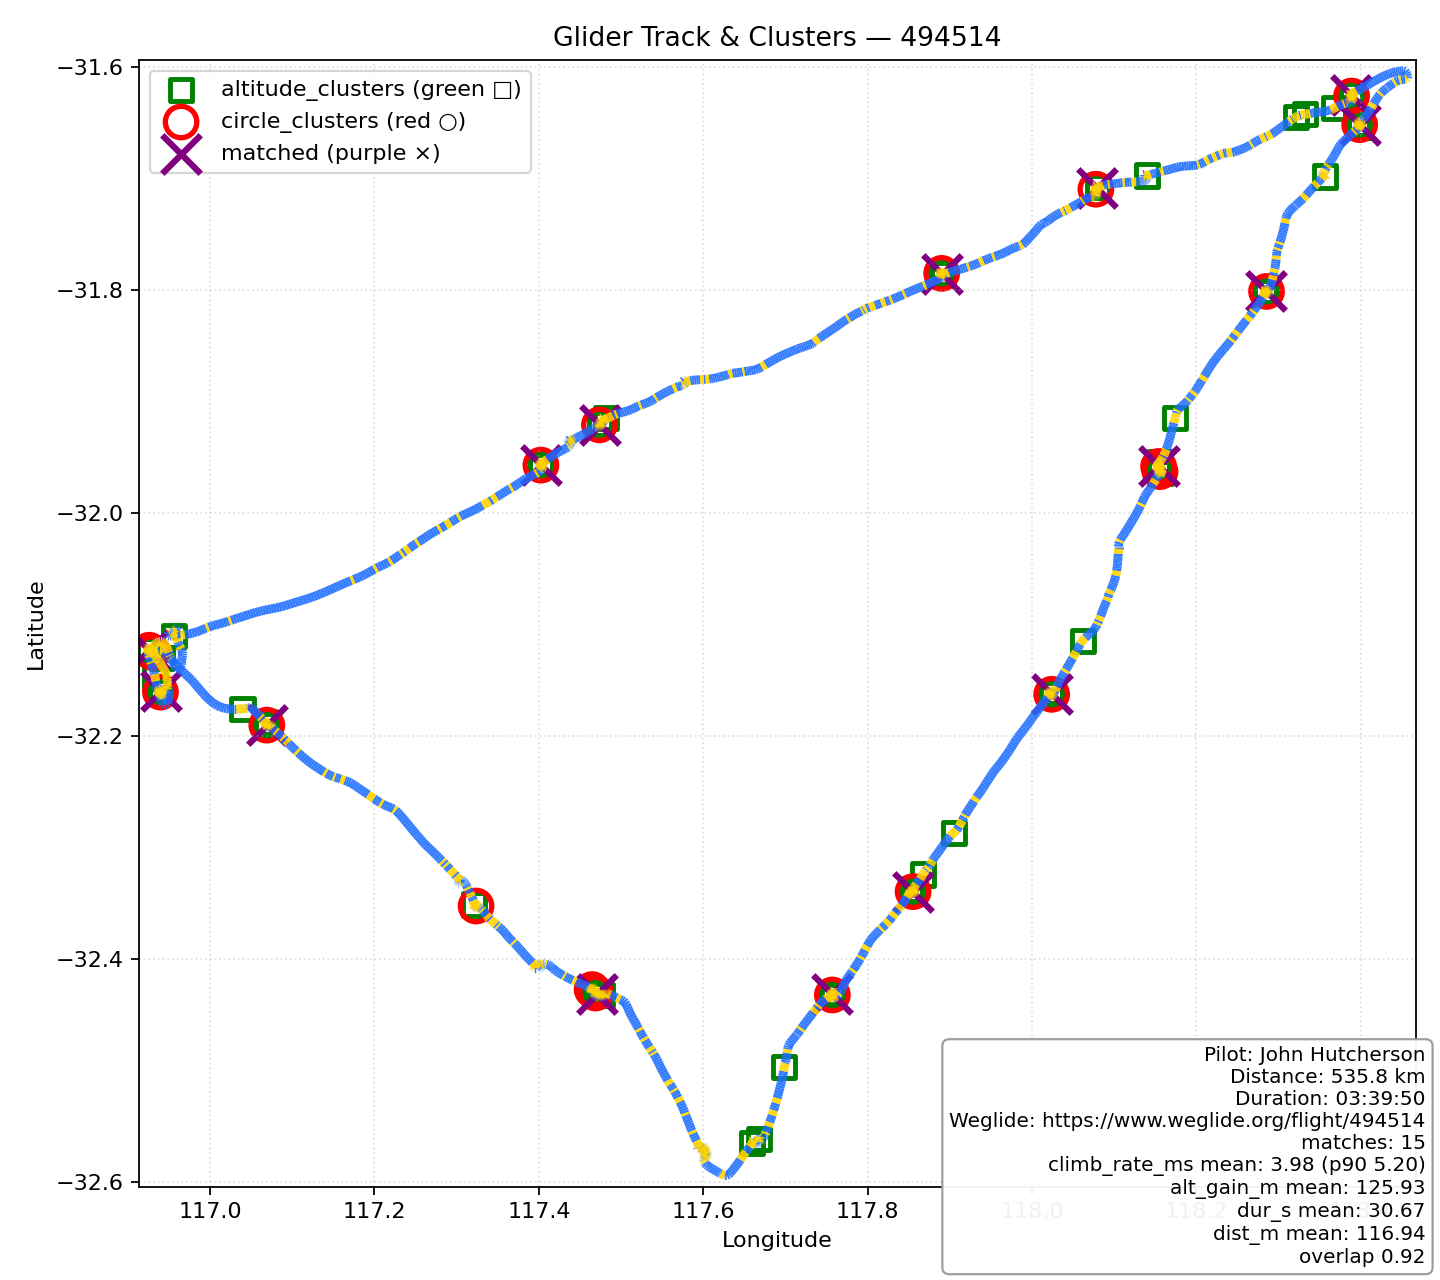 Glider Track & Clusters — 494514
altitude_clusters (green □)
circle_clusters (red ○)
matched (purple ×)
−31.6
−31.8
−32.0
−32.2
−32.4
−32.6
Latitude
117.0
117.2
117.4
117.6
117.8
118.0
118.2
Longitude
Pilot: John Hutcherson
Distance: 535.8 km
Duration: 03:39:50
Weglide: https://www.weglide.org/flight/494514
matches: 15
climb_rate_ms mean: 3.98 (p90 5.20)
alt_gain_m mean: 125.93
dur_s mean: 30.67
dist_m mean: 116.94
overlap 0.92